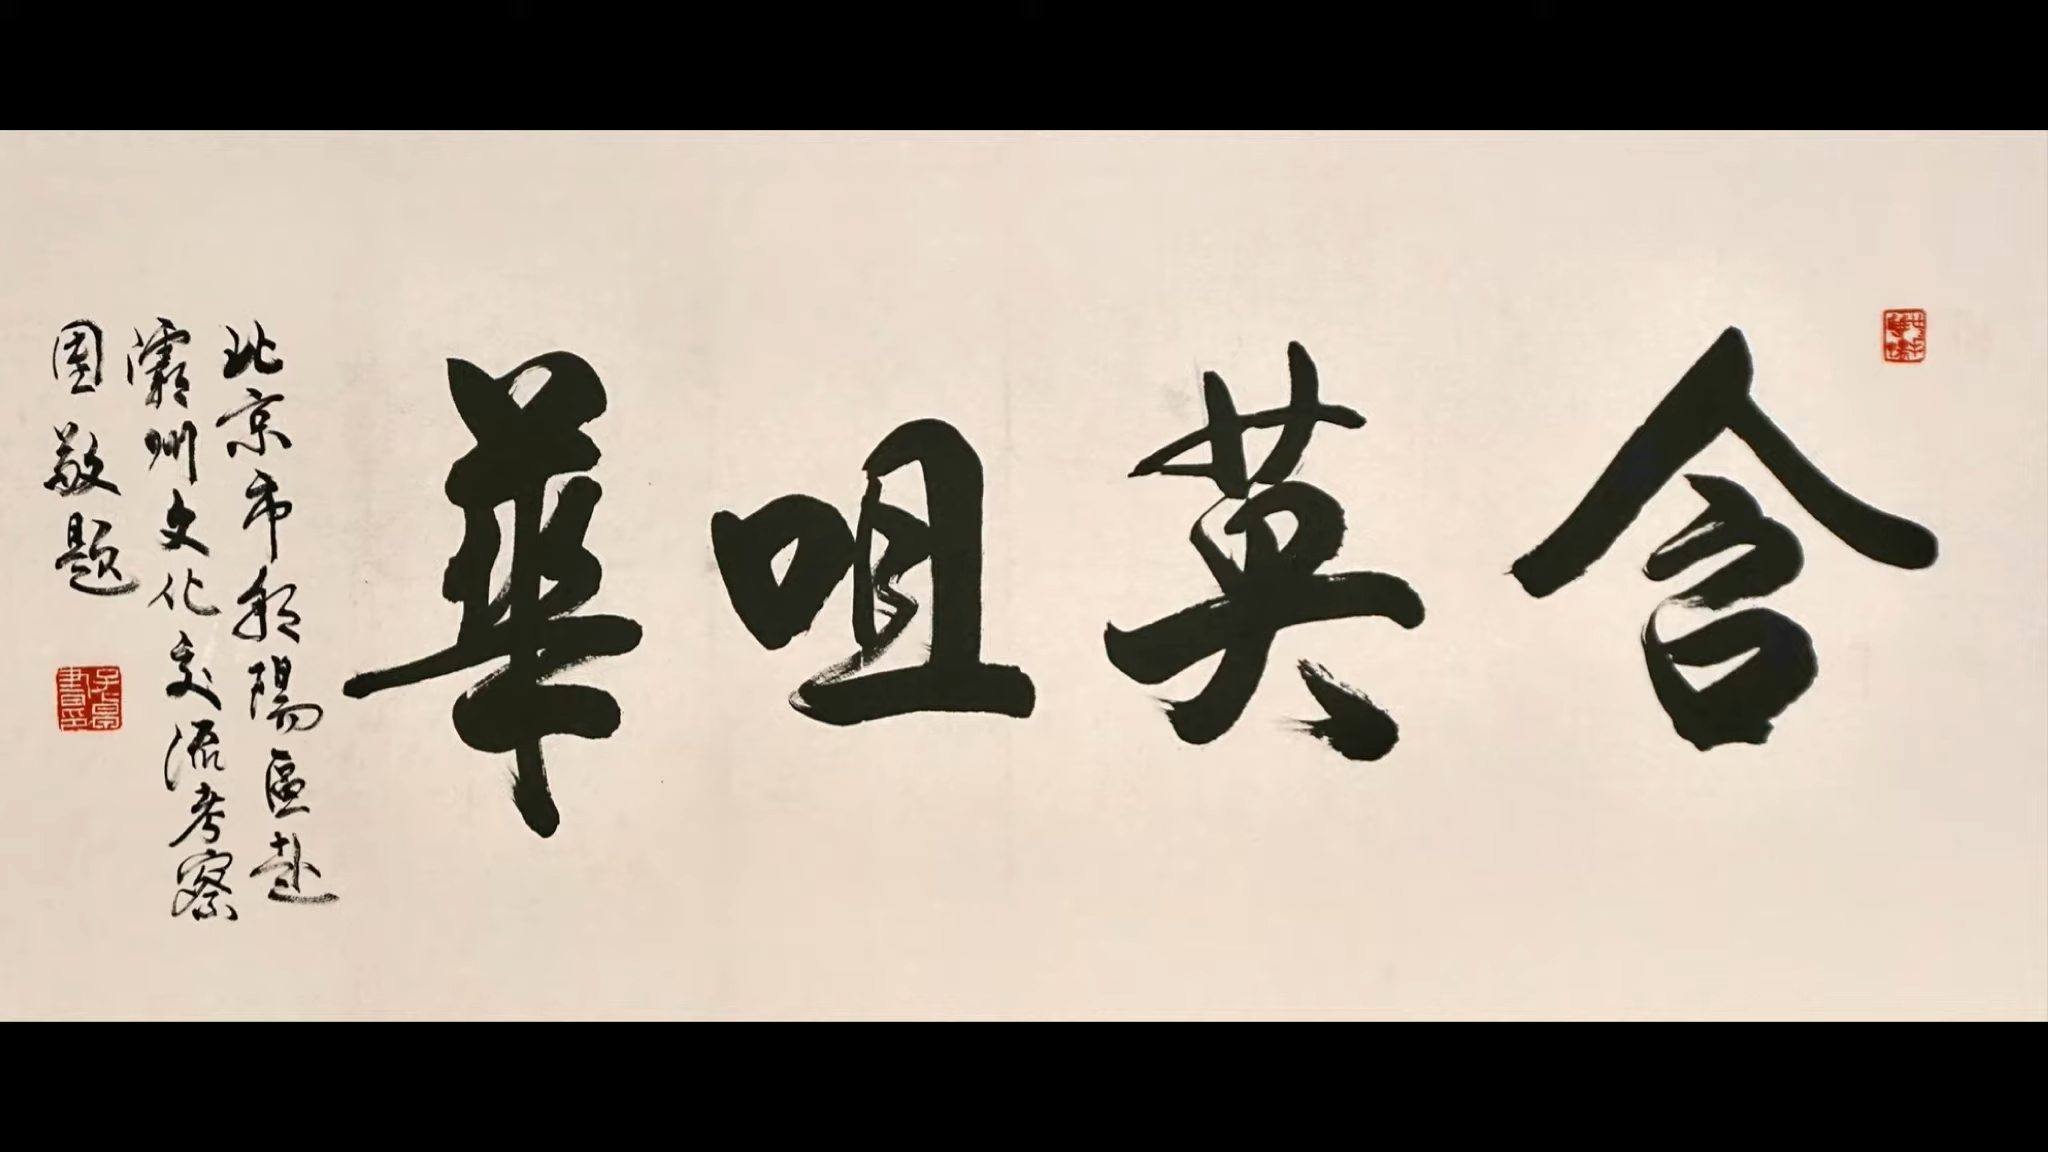 含英咀華
北京市朝陽區赴
灞州文化交流考察
團敬題